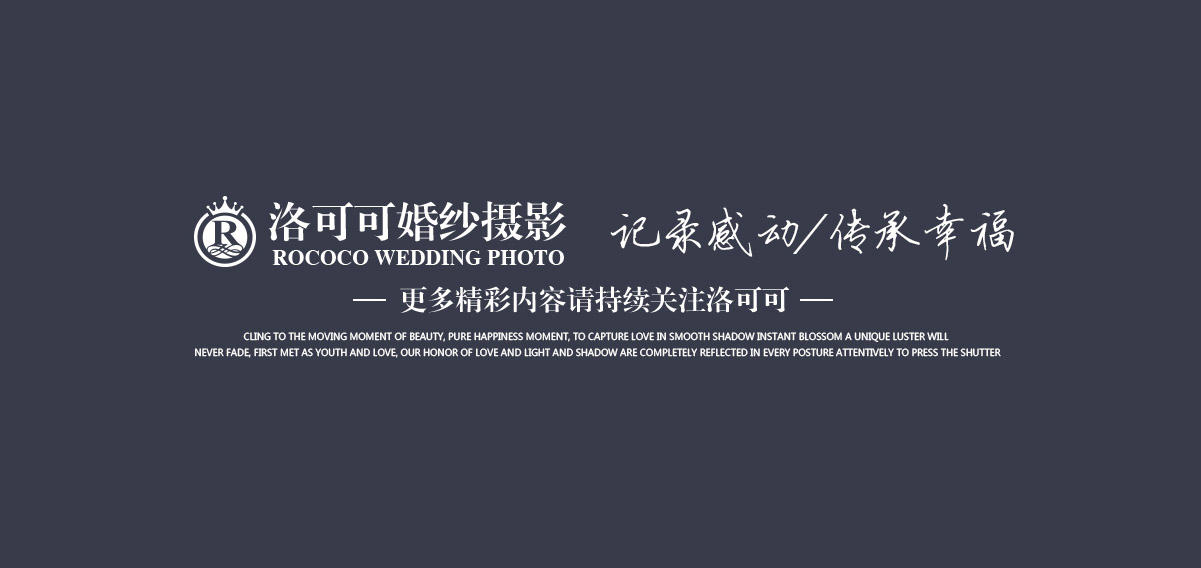 R 洛可可婚纱摄影
ROCOCO WEDDING PHOTO
记录感动/传承幸福
更多精彩内容请持续关注洛可可
CLING TO THE MOVING MOMENT OF BEAUTY, PURE HAPPINESS MOMENT, TO CAPTURE LOVE IN SMOOTH SHADOW INSTANT BLOSSOM A UNIQUE LUSTER WILL
NEVER FADE, FIRST MET AS YOUTH AND LOVE, OUR HONOR OF LOVE AND LIGHT AND SHADOW ARE COMPLETELY REFLECTED IN EVERY POSTURE ATTENTIVELY TO PRESS THE SHUTTER